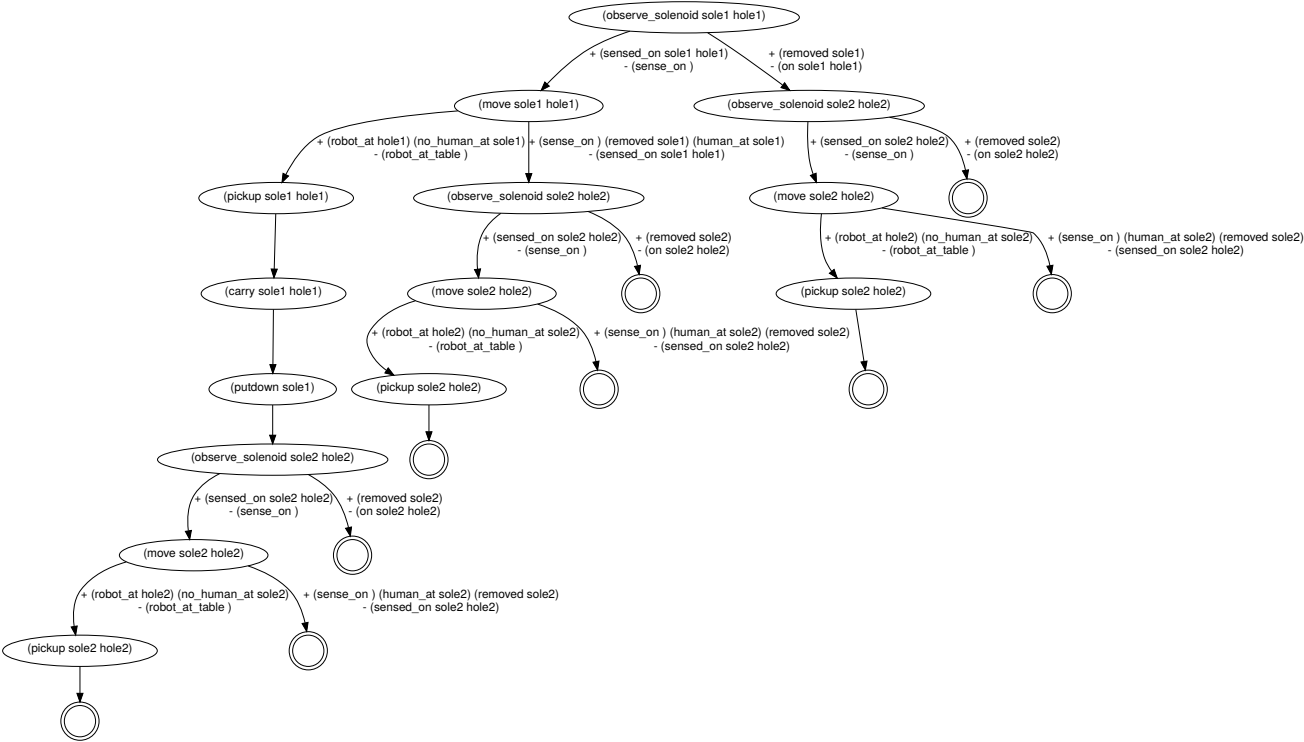 (observe_solenoid sole1 hole1)
+ (sensed_on sole1 hole1)
- (sense_on )
+ (removed sole1)
- (on sole1 hole1)
(move sole1 hole1)
(observe_solenoid sole2 hole2)
+ (robot_at hole1) (no_human_at sole1)
- (robot_at_table )
+ (sense_on ) (removed sole1) (human_at sole1)
- (sensed_on sole1 hole1)
+ (sensed_on sole2 hole2)
- (sense_on )
+ (removed sole2)
- (on sole2 hole2)
(pickup sole1 hole1)
(observe_solenoid sole2 hole2)
(move sole2 hole2)
+ (sensed_on sole2 hole2)
- (sense_on )
+ (removed sole2)
- (on sole2 hole2)
+ (robot_at hole2) (no_human_at sole2)
- (robot_at_table )
+ (sense_on ) (human_at sole2) (removed sole2)
- (sensed_on sole2 hole2)
(carry sole1 hole1)
(move sole2 hole2)
(pickup sole2 hole2)
+ (robot_at hole2) (no_human_at sole2)
- (robot_at_table )
+ (sense_on ) (human_at sole2) (removed sole2)
- (sensed_on sole2 hole2)
(putdown sole1)
(pickup sole2 hole2)
(observe_solenoid sole2 hole2)
+ (sensed_on sole2 hole2)
- (sense_on )
+ (removed sole2)
- (on sole2 hole2)
(move sole2 hole2)
+ (robot_at hole2) (no_human_at sole2)
- (robot_at_table )
+ (sense_on ) (human_at sole2) (removed sole2)
- (sensed_on sole2 hole2)
(pickup sole2 hole2)